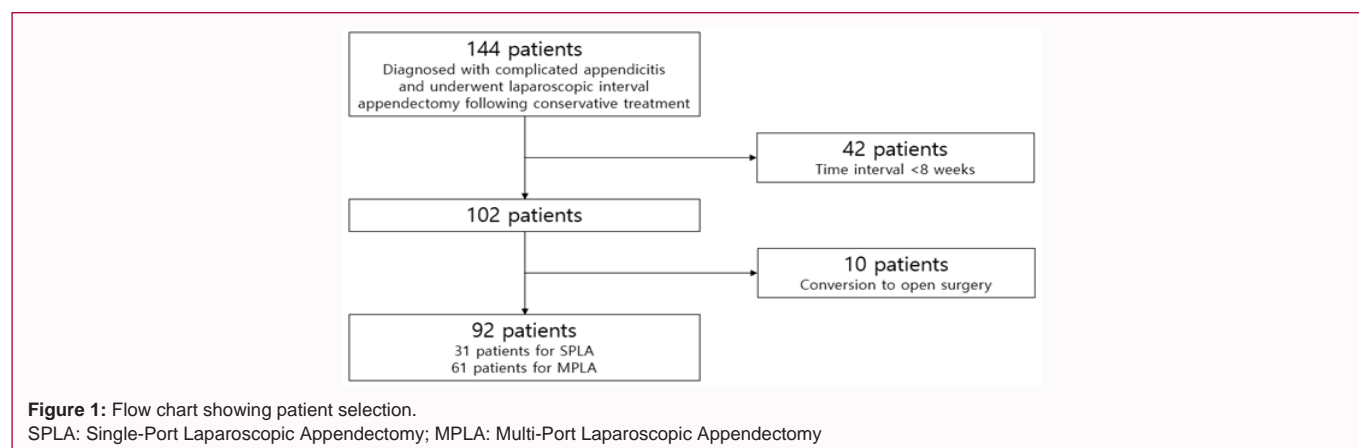 144 patients
Diagnosed with complicated appendicitis
and underwent laparoscopic interval
appendectomy following conservative treatment
42 patients
Time interval <8 weeks
102 patients
10 patients
Conversion to open surgery
92 patients
31 patients for SPLA
61 patients for MPLA
Figure 1: Flow chart showing patient selection.
SPLA: Single-Port Laparoscopic Appendectomy; MPLA: Multi-Port Laparoscopic Appendectomy